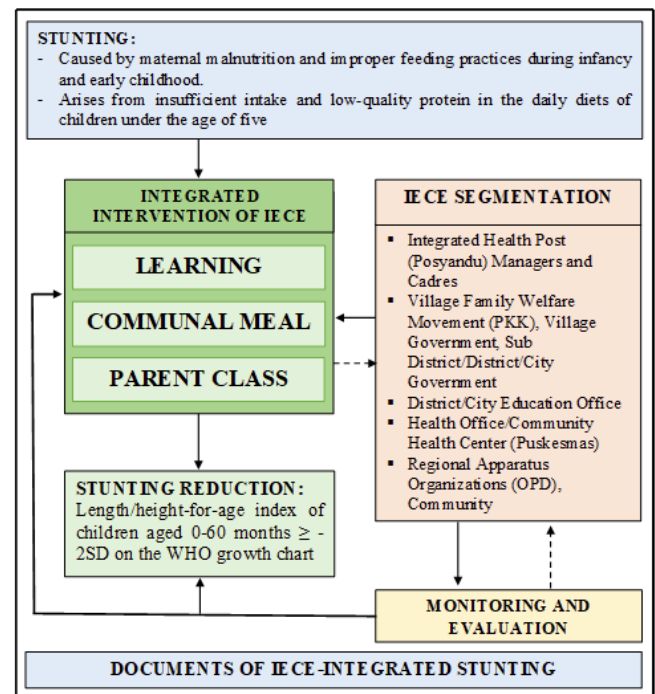 STUNTING:
- Caused by maternal malnutrition and improper feeding practices during infancy
and early childhood.
- Arises from insufficient intake and low-quality protein in the daily diets of
children under the age of five
INTEGRATED
INTERVENTION OF IECE
LEARNING
COMMUNAL MEAL
PARENT CLASS
IECE SEGMENTATION
▪ Integrated Health Post
(Posyandu) Managers and
Cadres
▪ Village Family Welfare
Movement (PKK), Village
Government, Sub
District/District/City
Government
▪ District/City Education Office
▪ Health Office/Community
Health Center (Puskesmas)
▪ Regional Apparatus
Organizations (OPD),
Community
STUNTING REDUCTION:
Length/height-for-age index of
children aged 0-60 months ≥ -
2SD on the WHO growth chart
MONITORING AND
EVALUATION
DOCUMENTS OF IECE-INTEGRATED STUNTING